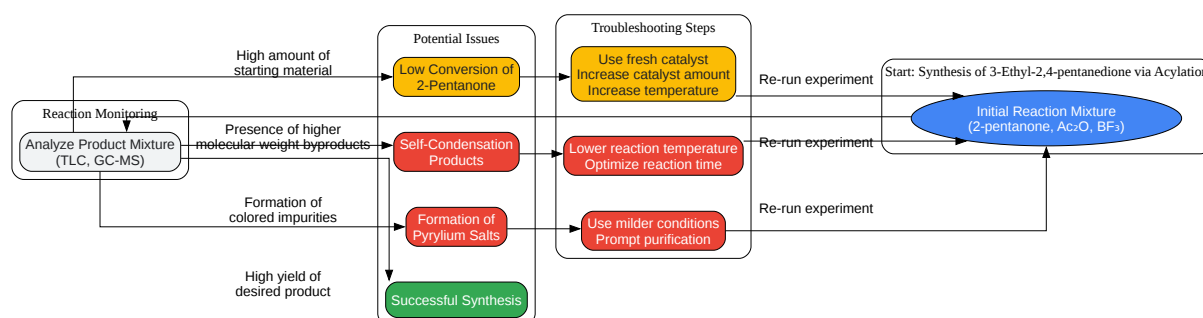 Troubleshooting Steps
Potential Issues
High amount of
starting material
Low Conversion of
2-Pentanone
Use fresh catalyst
Increase catalyst amount
Increase temperature
Re-run experiment
Start: Synthesis of 3-Ethyl-2,4-pentanedione via Acylation
Reaction Monitoring
Analyze Product Mixture
(TLC, GC-MS)
Presence of higher
molecular weight byproducts
Self-Condensation
Products
Lower reaction temperature
Optimize reaction time
Re-run experiment
Initial Reaction Mixture
(2-pentanone, Ac₂O, BF₃)
Formation of
colored impurities
Formation of
Pyrylium Salts
Use milder conditions
Prompt purification
Re-run experiment
High yield of
desired product
Successful Synthesis